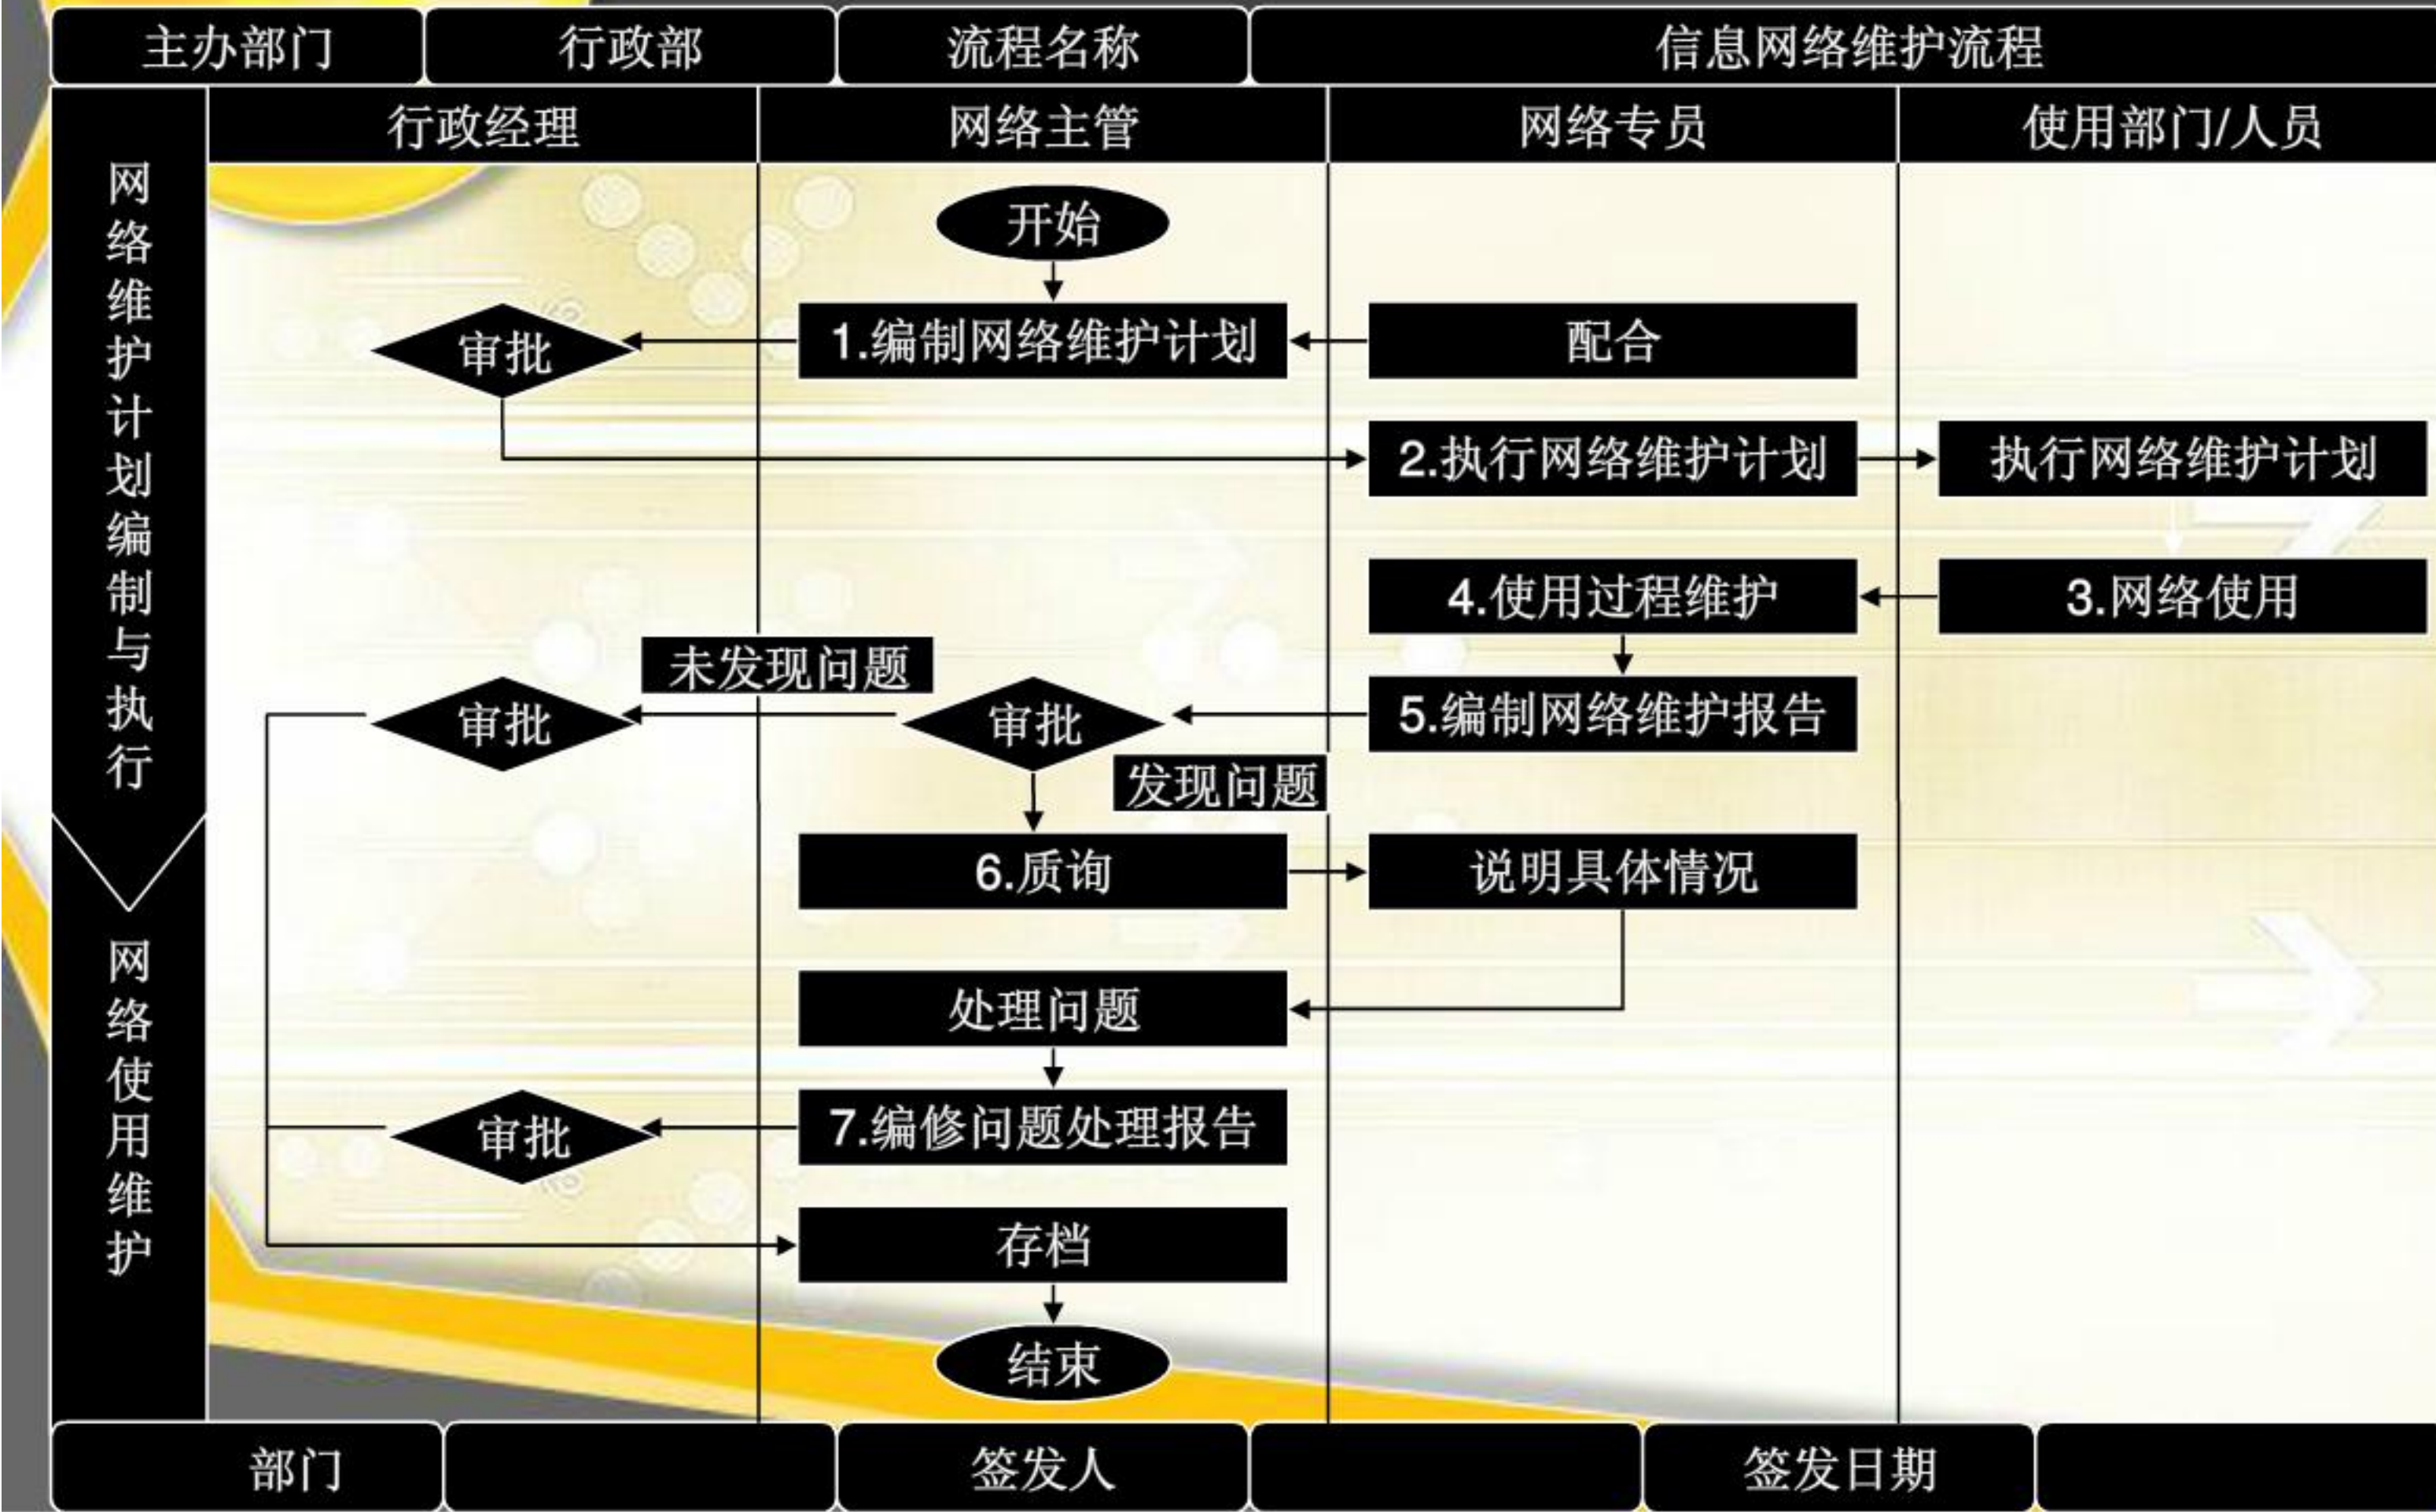 主办部门 行政部 流程名称 信息网络维护流程
行政经理 网络主管 网络专员 使用部门/人员
网络维护计划编制与执行
网络使用维护
开始
审批 1.编制网络维护计划 配合
2.执行网络维护计划 执行网络维护计划
4.使用过程维护 3.网络使用
未发现问题
审批 审批 5.编制网络维护报告
发现问题
6.质询 说明具体情况
处理问题
审批 7.编修问题处理报告
存档
结束
部门 签发人 签发日期